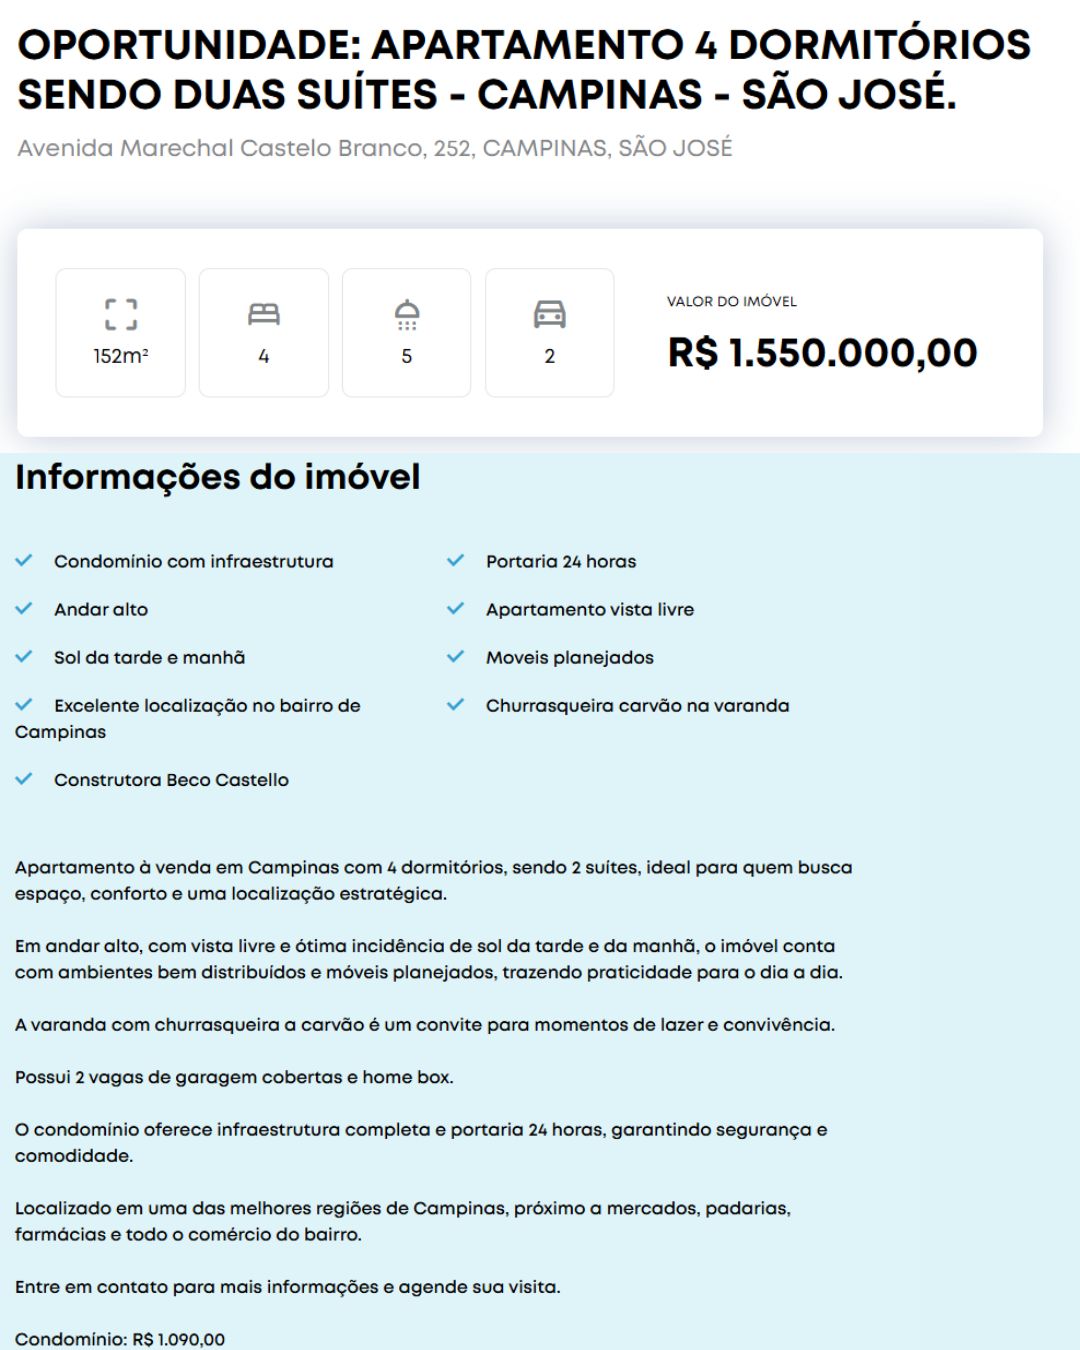 OPORTUNIDADE: APARTAMENTO 4 DORMITÓRIOS
SENDO DUAS SUÍTES - CAMPINAS - SÃO JOSÉ.
Avenida Marechal Castelo Branco, 252, CAMPINAS, SÃO JOSÉ
152m²
4
5
2
VALOR DO IMÓVEL
R$ 1.550.000,00
Informações do imóvel
Condomínio com infraestrutura
Portaria 24 horas
Andar alto
Apartamento vista livre
Sol da tarde e manhã
Moveis planejados
Excelente localização no bairro de
Campinas
Churrasqueira carvão na varanda
Construtora Beco Castello
Apartamento à venda em Campinas com 4 dormitórios, sendo 2 suítes, ideal para quem busca
espaço, conforto e uma localização estratégica.
Em andar alto, com vista livre e ótima incidência de sol da tarde e da manhã, o imóvel conta
com ambientes bem distribuídos e móveis planejados, trazendo praticidade para o dia a dia.
A varanda com churrasqueira a carvão é um convite para momentos de lazer e convivência.
Possui 2 vagas de garagem cobertas e home box.
O condomínio oferece infraestrutura completa e portaria 24 horas, garantindo segurança e
comodidade.
Localizado em uma das melhores regiões de Campinas, próximo a mercados, padarias,
farmácias e todo o comércio do bairro.
Entre em contato para mais informações e agende sua visita.
Condomínio: R$ 1.090,00